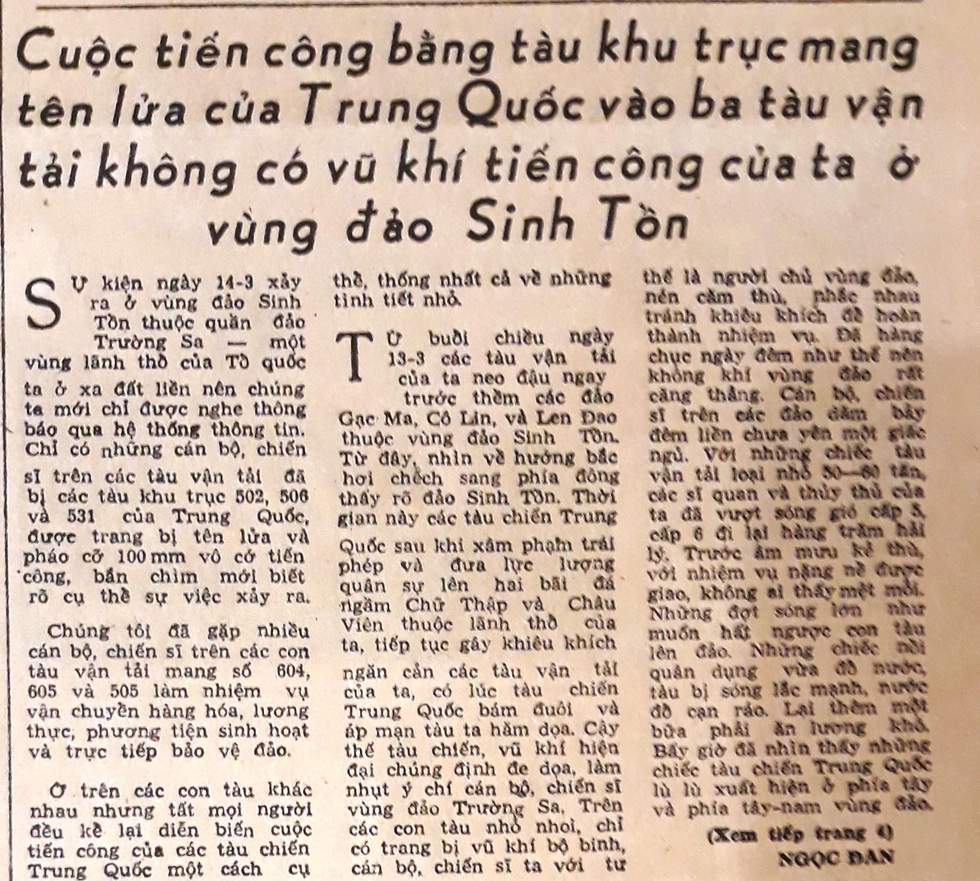 Cuộc tiến công bằng tàu khu trục mang
tên lửa của Trung Quốc vào ba tàu vận
tải không có vũ khí tiến công của ta ở
vùng đảo Sinh Tồn
SỰ kiện ngày 14-3 xảy
ra ở vùng đảo Sinh
Tồn thuộc quần đảo
Trường Sa — một
vùng lãnh thổ của Tổ quốc
ta ở xa đất liền nên chúng
ta mới chỉ được nghe thông
báo qua hệ thống thông tin.
Chỉ có những cán bộ, chiến
sĩ trên các tàu vận tải đã
bị các tàu khu trục 502, 506
và 531 của Trung Quốc,
được trang bị tên lửa và
pháo cỡ 100 mm vô cớ tiến
công, bắn chìm mới biết
rõ cụ thể sự việc xảy ra.
Chúng tôi đã gặp nhiều
cán bộ, chiến sĩ trên các con
tàu vận tải mang số 604,
605 và 505 làm nhiệm vụ
vận chuyển hàng hóa, lương
thực, phương tiện sinh hoạt
và trực tiếp bảo vệ đảo.
Ở trên các con tàu khác
nhau nhưng tất mọi người
đều kể lại diễn biến cuộc
tiến công của các tàu chiến
Trung Quốc một cách cụ
thể, thống nhất cả về những
tình tiết nhỏ.
TỪ buổi chiều ngày
13-3 các tàu vận tải
của ta neo đậu ngay
trước thềm các đảo
Gạc Ma, Cô Lin, và Len Đao
thuộc vùng đảo Sinh Tồn.
Từ đây, nhìn về hướng bắc
hơi chếch sang phía đông
thấy rõ đảo Sinh Tồn. Thời
gian này các tàu chiến Trung
Quốc sau khi xâm phạm trái
phép và đưa lực lượng
quân sự lên hai bãi đá
ngầm Chữ Thập và Châu
Viên thuộc lãnh thổ của
ta, tiếp tục gây khiêu khích
ngăn cản các tàu vận tải
của ta, có lúc tàu chiến
Trung Quốc bám đuôi và
áp mạn tàu ta hăm dọa. Cậy
thế tàu chiến, vũ khí hiện
đại chúng định đe dọa, làm
nhụt ý chí cán bộ, chiến sĩ
vùng đảo Trường Sa. Trên
các con tàu nhỏ nhoi, chỉ
có trang bị vũ khí bộ binh,
cán bộ, chiến sĩ ta với tư
thế là người chủ vùng đảo,
nén căm thù, nhắc nhau
tránh khiêu khích để hoàn
thành nhiệm vụ. Đã hàng
chục ngày đêm như thế nên
không khí vùng đảo rất
căng thẳng. Cán bộ, chiến
sĩ trên các đảo dăm bảy
đêm liền chưa yên một giấc
ngủ. Với những chiếc tàu
vận tải loại nhỏ 50—60 tấn,
các sĩ quan và thủy thủ của
ta đã vượt sóng gió cấp 5,
cấp 6 đi lại hàng trăm hải
lý. Trước âm mưu kẻ thù,
với nhiệm vụ nặng nề được
giao, không ai thấy mệt mỏi.
Những đợt sóng lớn như
muốn hất ngược con tàu
lên đảo. Những chiếc nồi
quân dụng vừa đổ nước,
tàu bị sóng lắc mạnh, nước
đổ cạn ráo. Lại thêm một
bữa phải ăn lương khô.
Bấy giờ đã nhìn thấy những
chiếc tàu chiến Trung Quốc
lù lù xuất hiện ở phía tây
và phía tây-nam vùng đảo.
(Xem tiếp trang 4)
NGỌC ĐAN